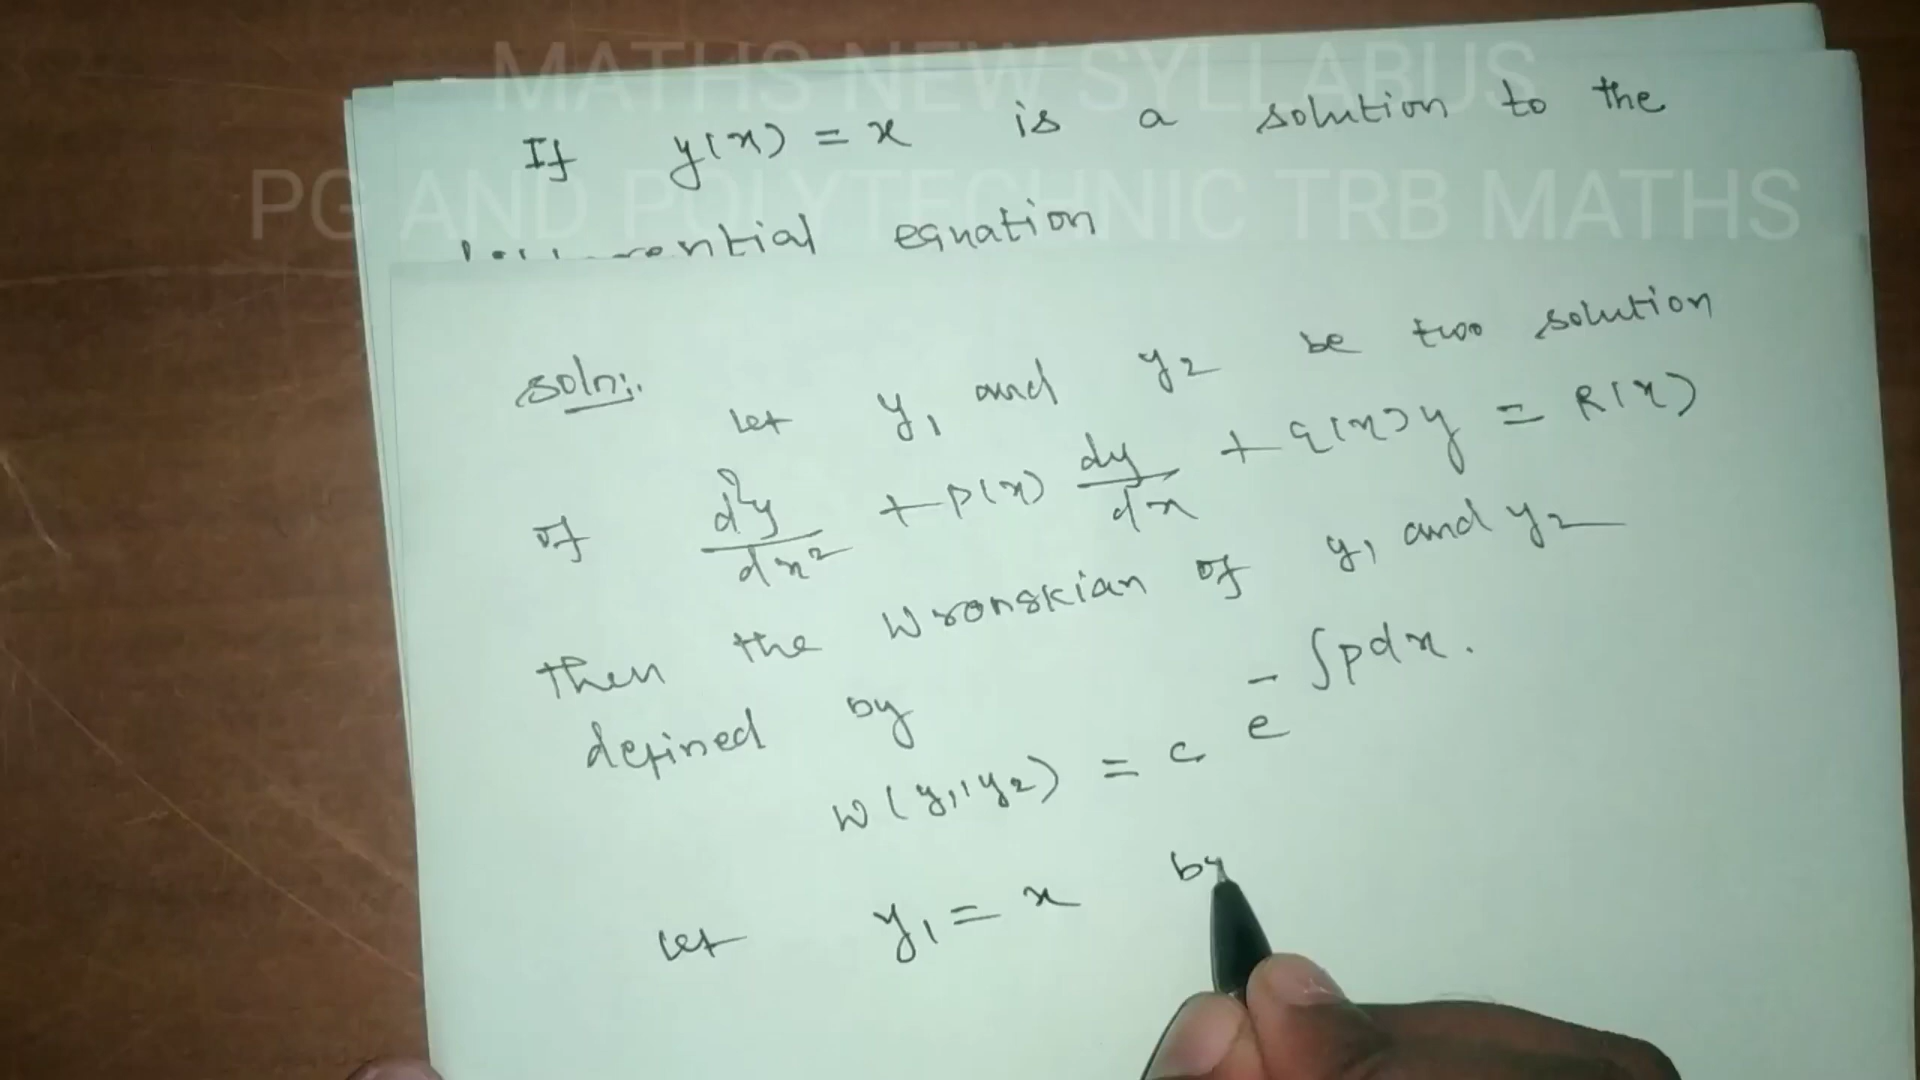 MATHS NEW SYLLABUS
PG AND POLYTECHNIC TRB MATHS
If y(x) = x is a solution to the
equation
soln:.
let y₁ and y₂ be two solution
of d²y/dx² + p(x) dy/dx + q(x)y = R(x)
Then the Wronskian of y₁ and y₂
defined by
W(y₁,y₂) = c e^-∫pdx.
let y₁ = x by